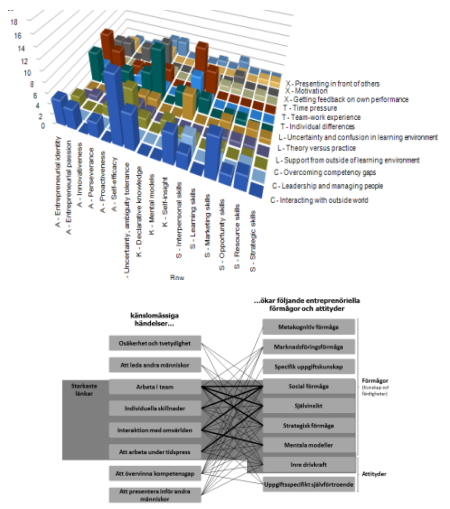 18
16
14
12
10
8
6
4
2
0
X - Presenting in front of others
X - Motivation
X - Getting feedback on own performance
T - Time pressure
T - Team-work experience
T - Individual differences
L - Uncertainty and confusion in learning environment
L - Theory versus practice
L - Support from outside of learning environment
C - Overcoming competency gaps
C - Leadership and managing people
C - Interacting with outside world
A - Entrepreneurial identity
A - Entrepreneurial passion
A - Innovativeness
A - Perseverance
A - Proactiveness
A - Self-efficacy
- Uncertainty, ambiguity tolerance
K - Declarative knowledge
K - Mental models
K - Self-insight
S - Interpersonal skills
S - Learning skills
S - Marketing skills
S - Opportunity skills
S - Resource skills
S - Strategic skills
Row
känslomässiga
händelser...
...ökar följande entreprenöriella
förmågor och attityder
Osäkerhet och tvetydighet
Att leda andra människor
Arbeta i team
Individuella skillnader
Interaktion med omvärlden
Att arbeta under tidspress
Att övervinna kompetensgap
Att presentera inför andra
människor
Starkaste
länkar
Metakognitiv förmåga
Marknadsföringsförmåga
Specifik uppgiftskunskap
Social förmåga
Självinsikt
Strategisk förmåga
Mentala modeller
Inre drivkraft
Uppgiftsspecifikt självförtroende
Förmågor
(Kunskap och
färdigheter)
Attityder